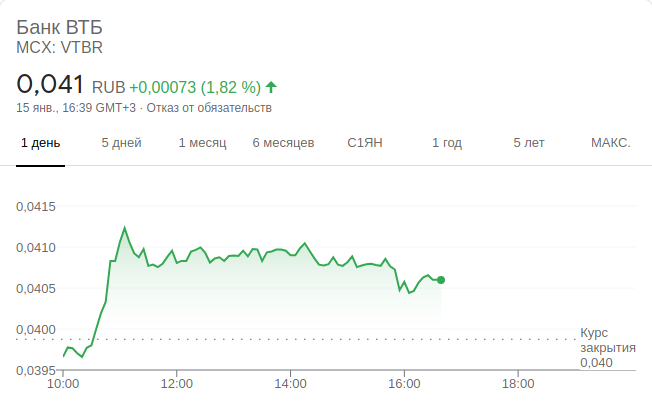 Банк ВТБ
MCX: VTBR
0,041 RUB +0,00073 (1,82 %)
15 янв., 16:39 GMT+3 · Отказ от обязательств
1 день 5 дней 1 месяц 6 месяцев С1ЯН 1 год 5 лет МАКС.
0,0415
0,0410
0,0405
0,0400
0,0395
Курс
закрытия
0,040
10:00 12:00 14:00 16:00 18:00